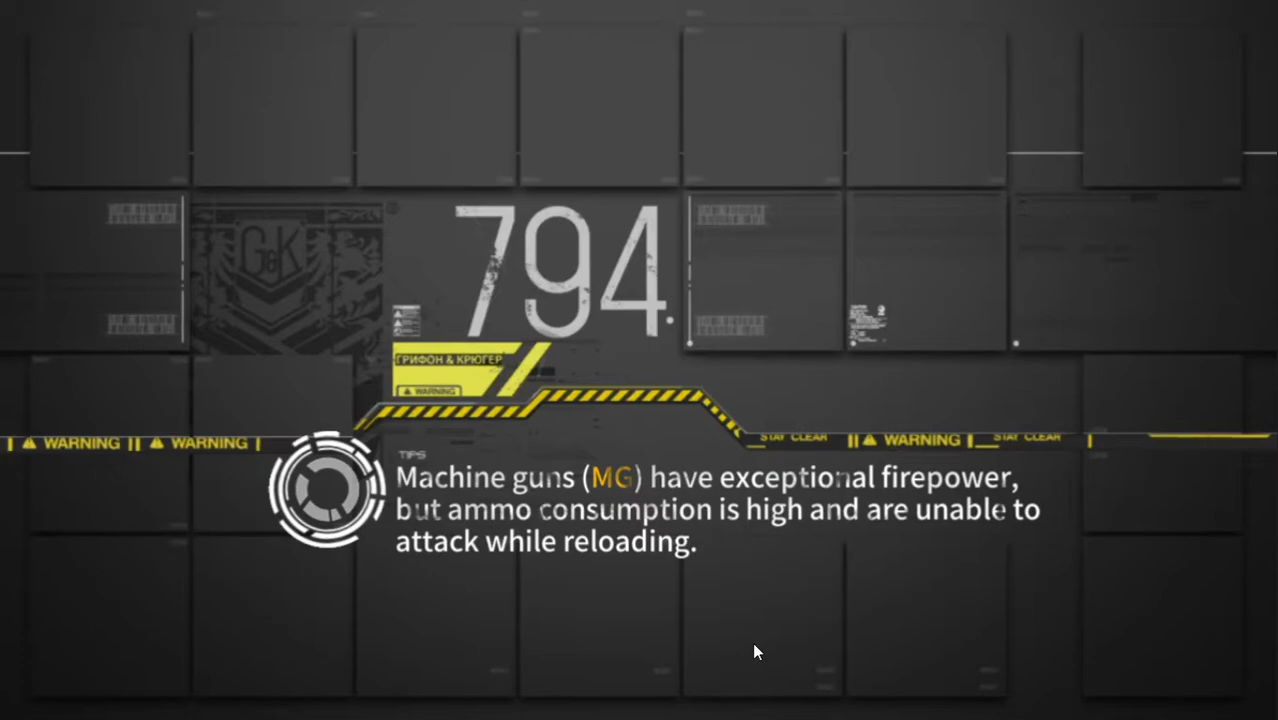 G&K
794.
ГРИФОН & КРЮГЕР
WARNING
WARNING || WARNING |
STAY CLEAR || WARNING | STAY CLEAR |
TIPS
Machine guns (MG) have exceptional firepower,
but ammo consumption is high and are unable to
attack while reloading.